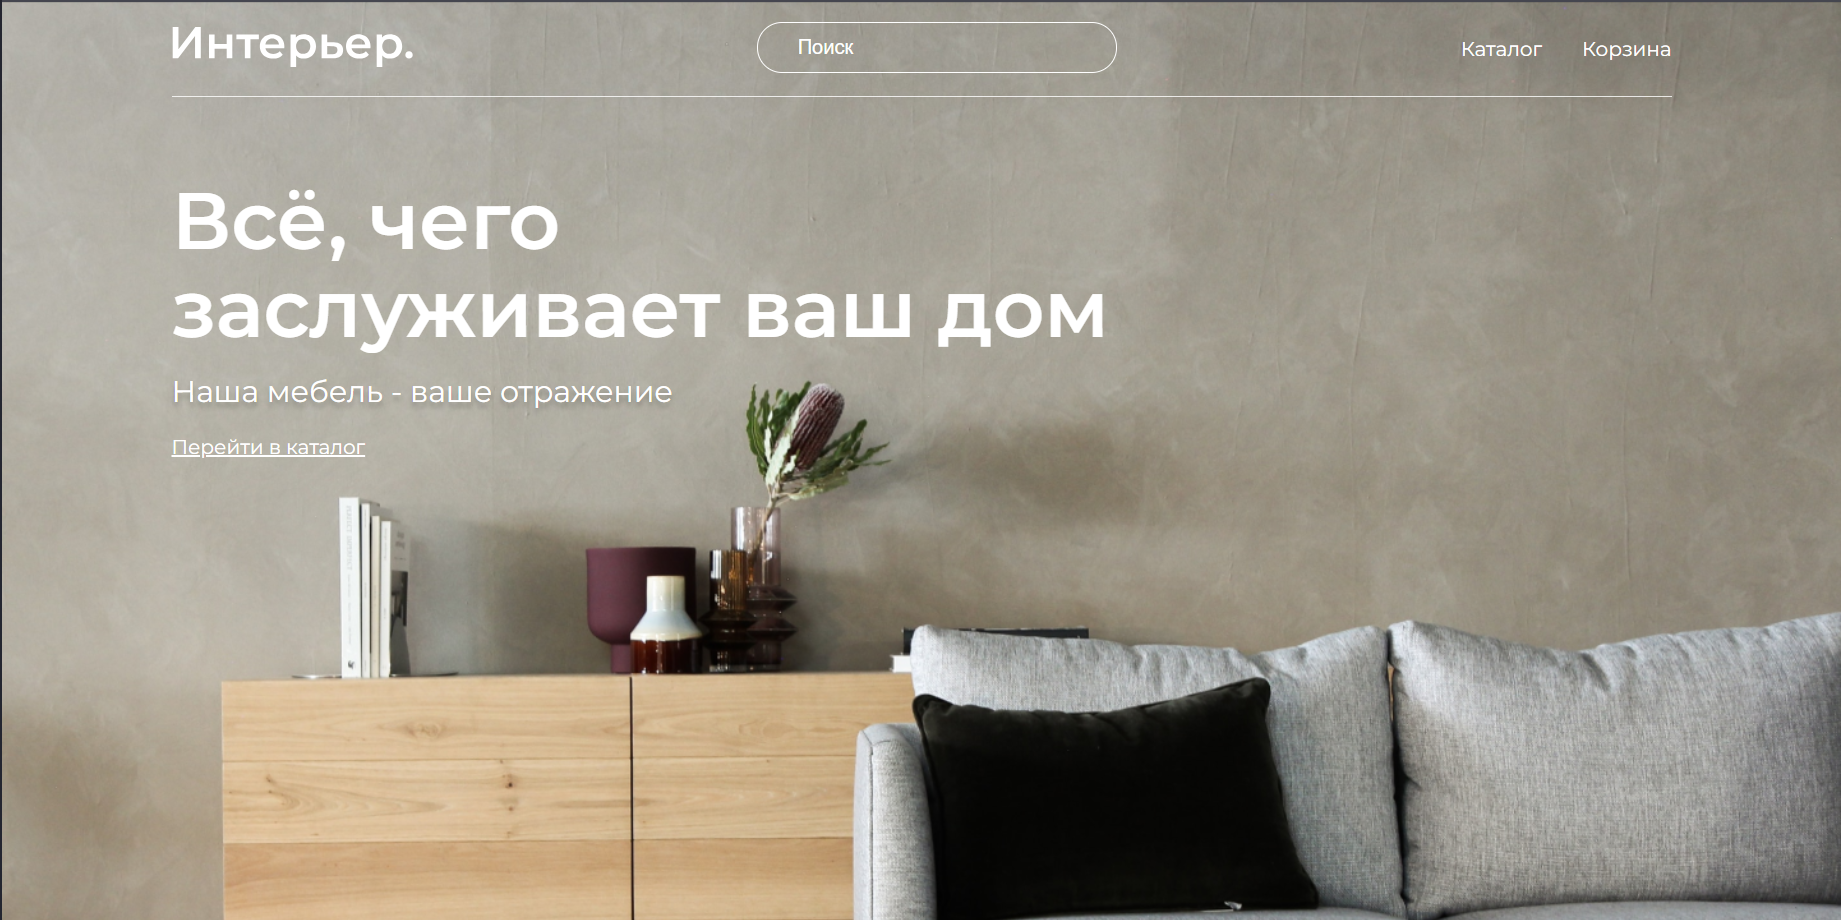 Интерьер.
Поиск
Каталог
Корзина
Всё, чего
заслуживает ваш дом
Наша мебель - ваше отражение
Перейти в каталог